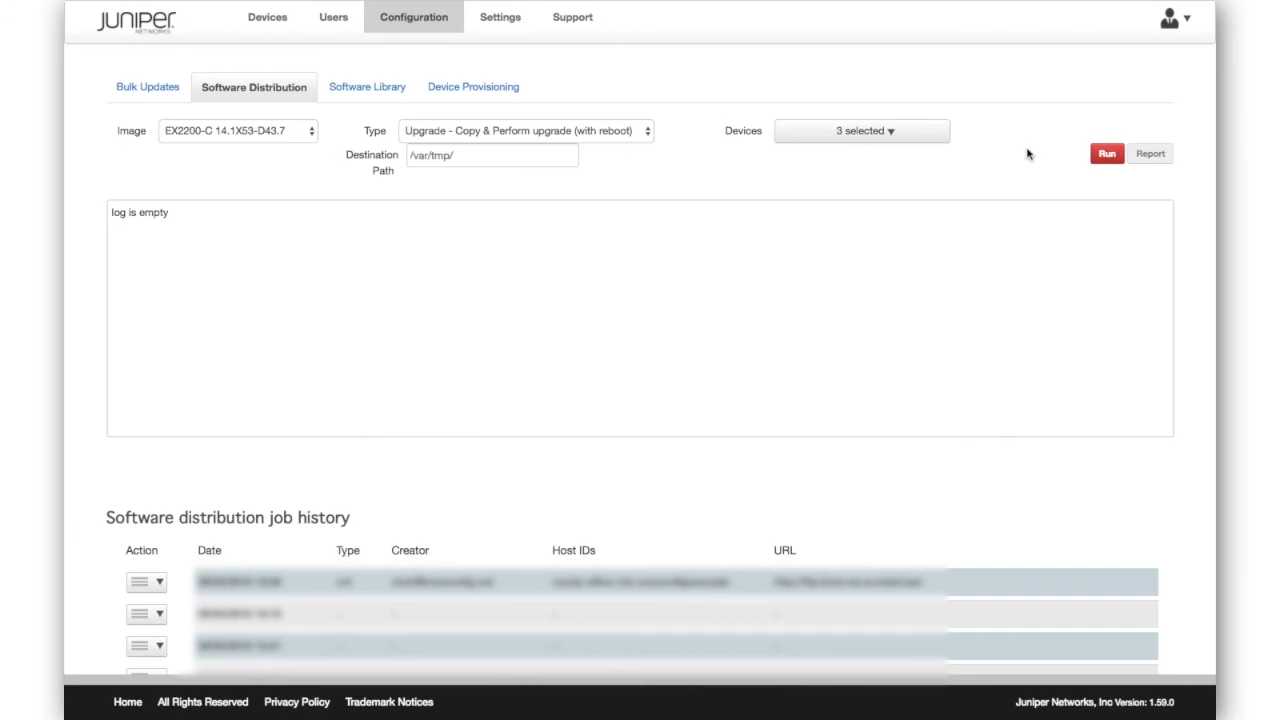 JUNIPER NETWORKS
Devices Users Configuration Settings Support
Bulk Updates Software Distribution Software Library Device Provisioning
Image EX2200-C 14.1X53-D43.7 Type Upgrade - Copy & Perform upgrade (with reboot) Devices 3 selected ▼
Destination Path /var/tmp/
Run Report
log is empty
Software distribution job history
Action Date Type Creator Host IDs URL
Home All Rights Reserved Privacy Policy Trademark Notices Juniper Networks, Inc Version: 1.59.0